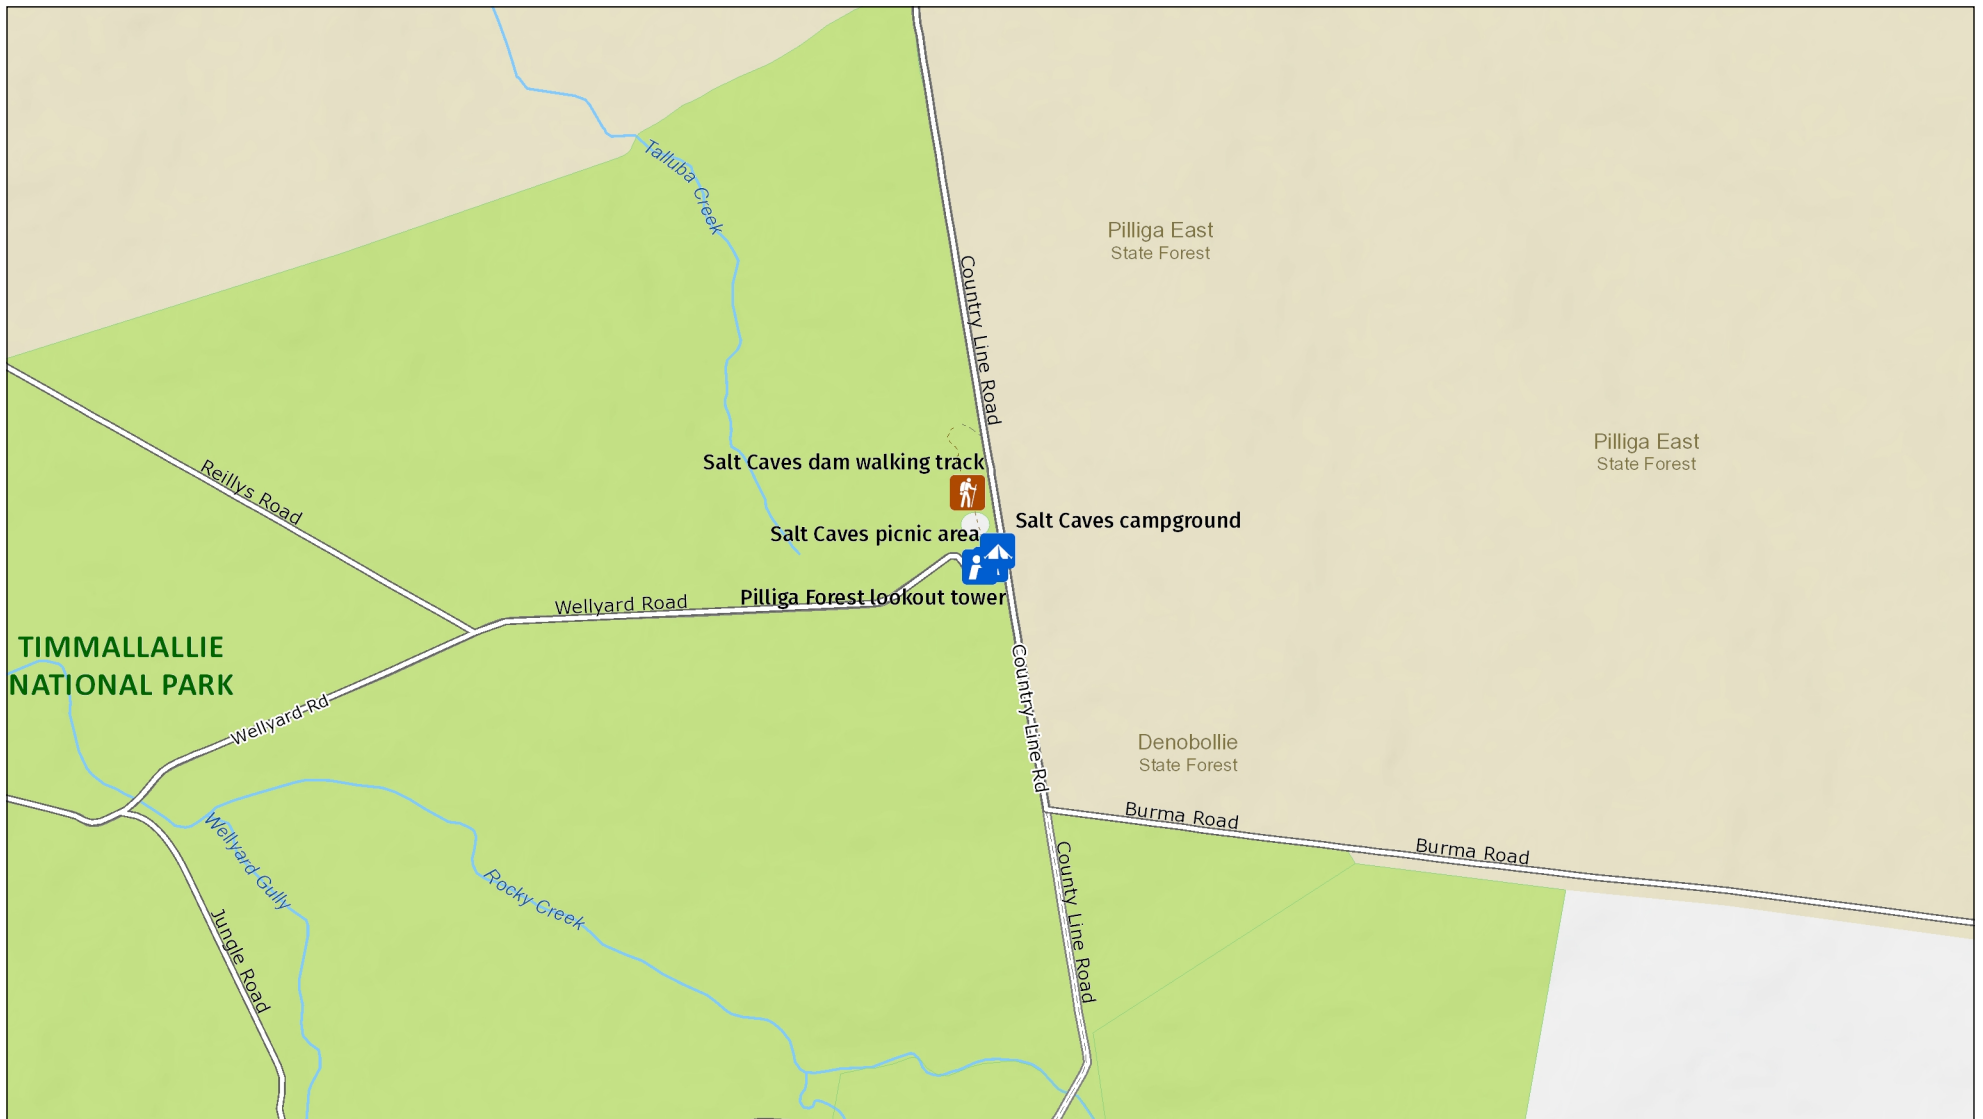 Talluba Creek
Pilliga East
State Forest
Country Line Road
Pilliga East
State Forest
Salt Caves dam walking track
Reillys Road
Salt Caves campground
Salt Caves picnic area
Pilliga Forest lookout tower
Wellyard Road
TIMMALLALLIE
NATIONAL PARK
Wellyard Rd
Country Line Rd
Denobollie
State Forest
Burma Road
Burma Road
Wellyard Gully
Rocky Creek
County Line Road
Jungle Road